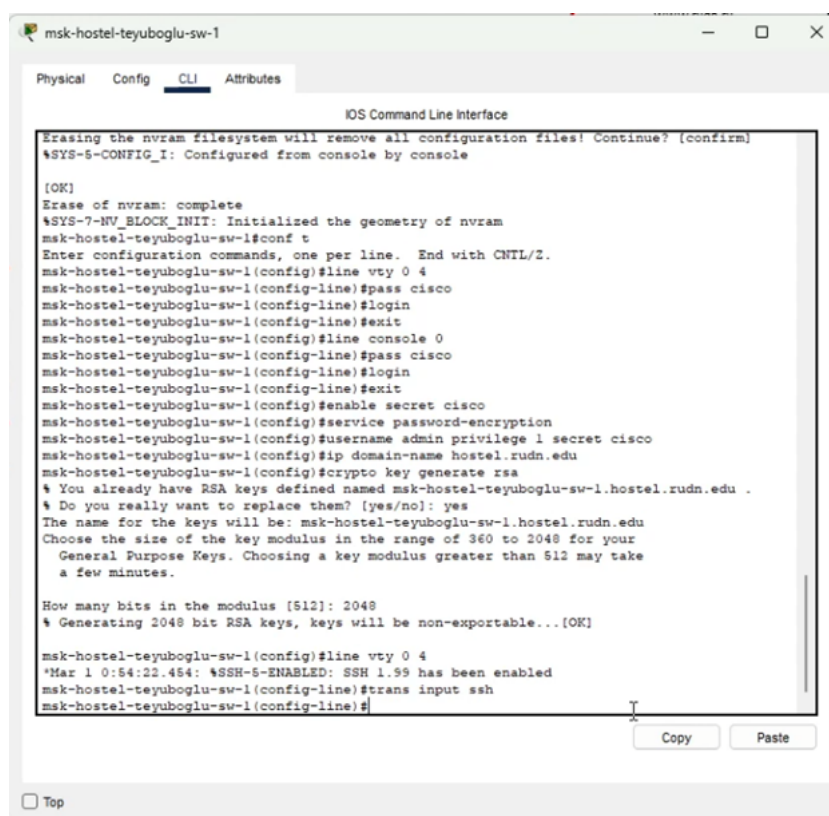 msk-hostel-teyuboglu-sw-1
Physical Config CLI Attributes
IOS Command Line Interface
Erasing the nvram filesystem will remove all configuration files! Continue? [confirm]
%SYS-5-CONFIG_I: Configured from console by console
[OK]
Erase of nvram: complete
%SYS-7-NV_BLOCK_INIT: Initialized the geometry of nvram
msk-hostel-teyuboglu-sw-1#conf t
Enter configuration commands, one per line. End with CNTL/Z.
msk-hostel-teyuboglu-sw-1(config)#line vty 0 4
msk-hostel-teyuboglu-sw-1(config-line)#pass cisco
msk-hostel-teyuboglu-sw-1(config-line)#login
msk-hostel-teyuboglu-sw-1(config-line)#exit
msk-hostel-teyuboglu-sw-1(config)#line console 0
msk-hostel-teyuboglu-sw-1(config-line)#pass cisco
msk-hostel-teyuboglu-sw-1(config-line)#login
msk-hostel-teyuboglu-sw-1(config-line)#exit
msk-hostel-teyuboglu-sw-1(config)#enable secret cisco
msk-hostel-teyuboglu-sw-1(config)#service password-encryption
msk-hostel-teyuboglu-sw-1(config)#username admin privilege 1 secret cisco
msk-hostel-teyuboglu-sw-1(config)#ip domain-name hostel.rudn.edu
msk-hostel-teyuboglu-sw-1(config)#crypto key generate rsa
% You already have RSA keys defined named msk-hostel-teyuboglu-sw-1.hostel.rudn.edu .
% Do you really want to replace them? [yes/no]: yes
The name for the keys will be: msk-hostel-teyuboglu-sw-1.hostel.rudn.edu
Choose the size of the key modulus in the range of 360 to 2048 for your
General Purpose Keys. Choosing a key modulus greater than 512 may take
a few minutes.
How many bits in the modulus [512]: 2048
% Generating 2048 bit RSA keys, keys will be non-exportable...[OK]
msk-hostel-teyuboglu-sw-1(config)#line vty 0 4
*Mar 1 0:54:22.454: %SSH-5-ENABLED: SSH 1.99 has been enabled
msk-hostel-teyuboglu-sw-1(config-line)#trans input ssh
msk-hostel-teyuboglu-sw-1(config-line)#
Copy Paste
Top